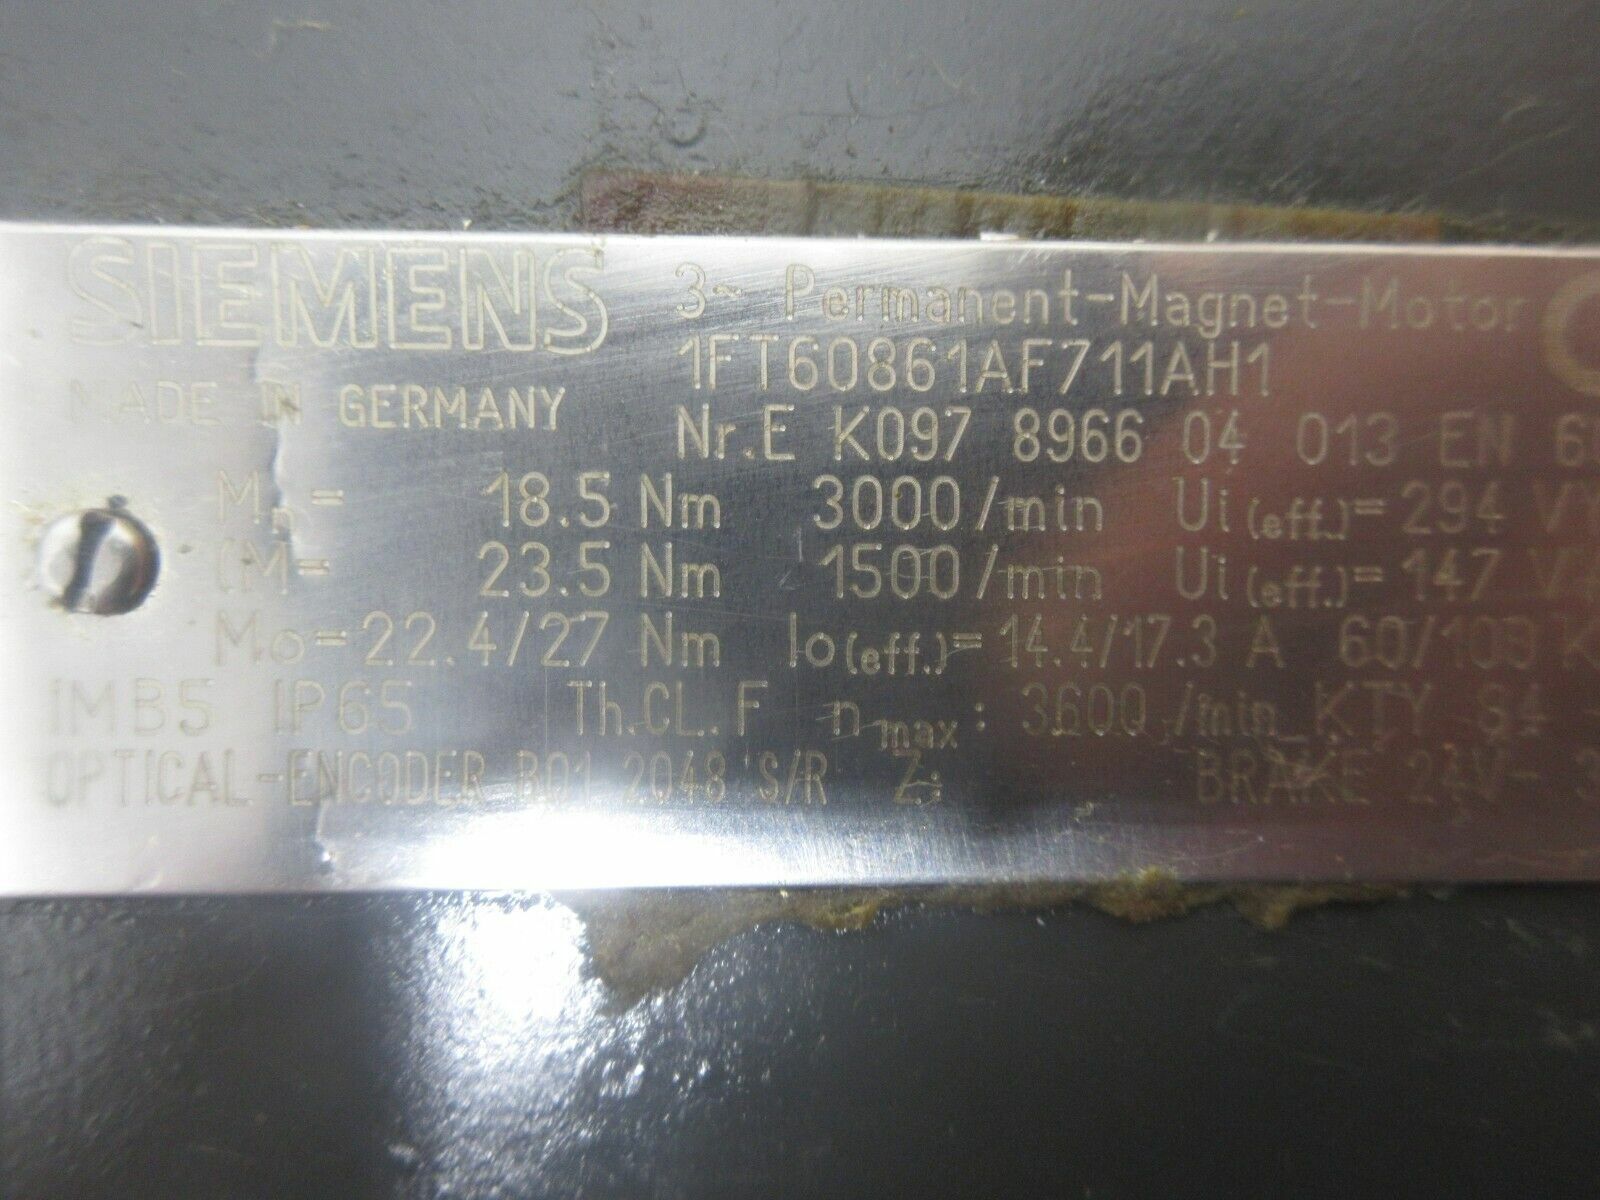 SIEMENS 3~ Permanent-Magnet-Motor
1FT60861AF711AH1
MADE IN GERMANY
Nr.E K097 8966 04 013 EN
Mn= 18.5 Nm 3000/min Ui(eff.)=294 VY
(M= 23.5 Nm 1500/min Ui(eff.)=147
Mo=22.4/27 Nm Io(eff.)=14.4/17.3 A 60/100 K
IMB5 IP65 Th.CL.F nmax: 3600/min KTY 84
OPTICAL-ENCODER B01 2048 S/R Z: BRAKE 24V-